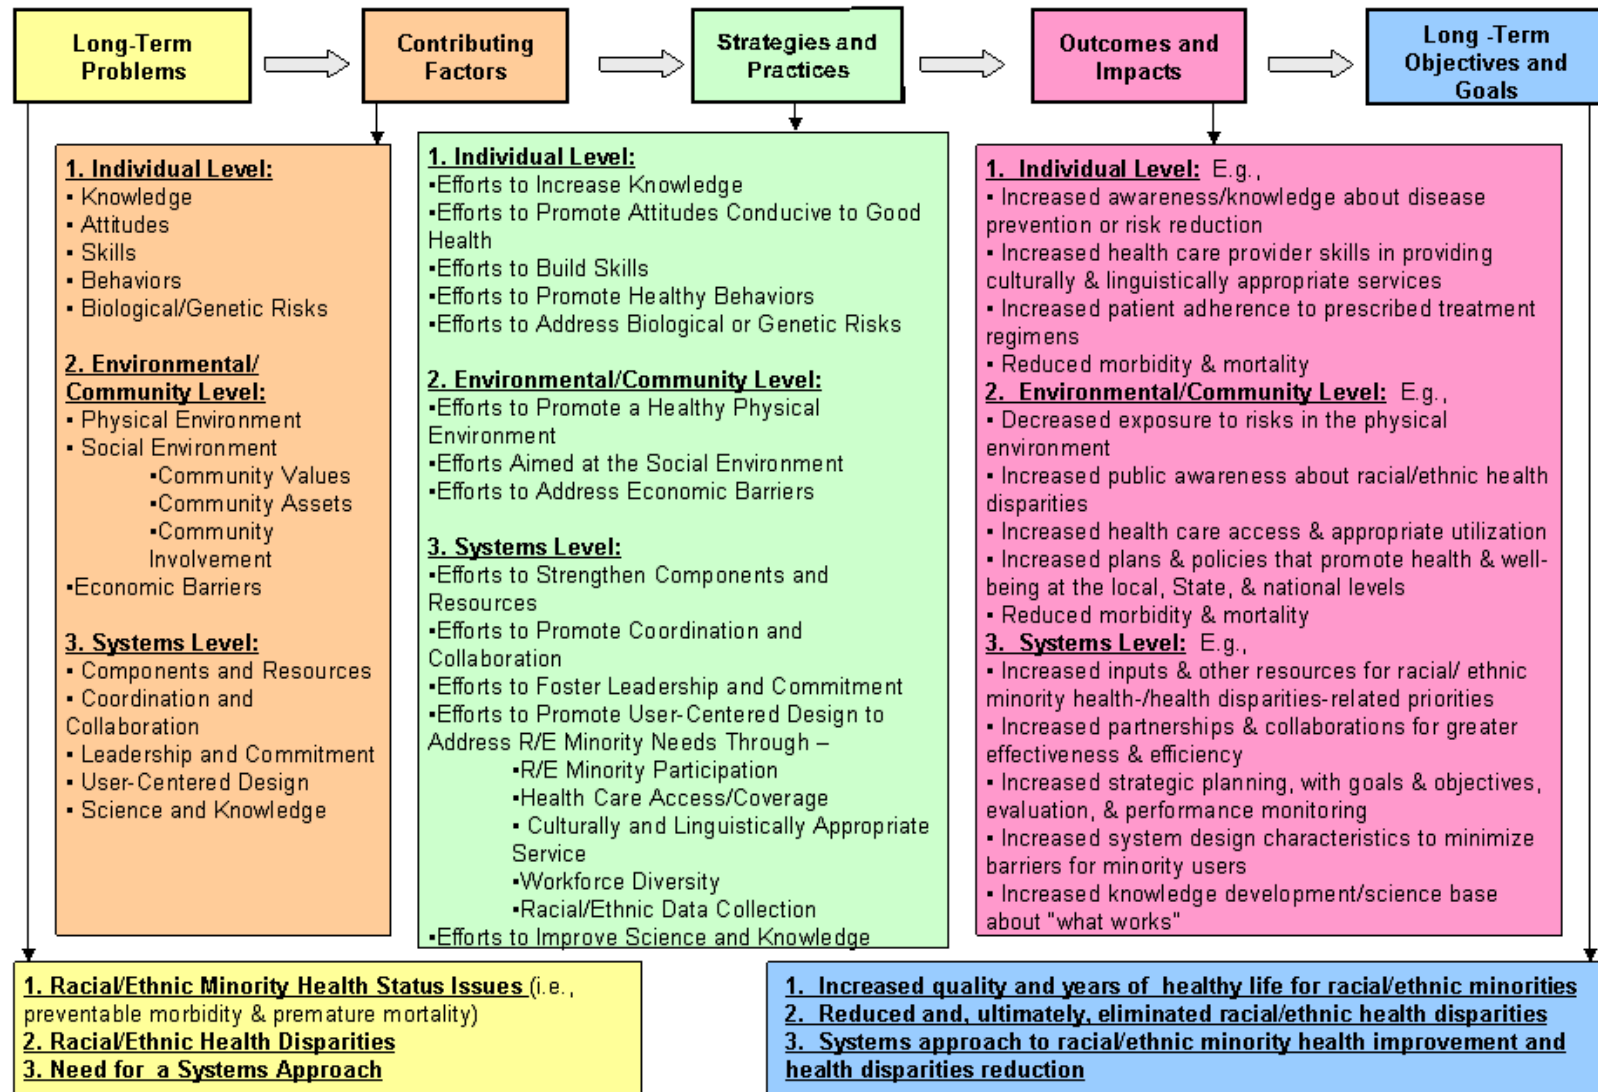 Long-Term
Problems
Contributing
Factors
Strategies and
Practices
Outcomes and
Impacts
Long -Term
Objectives and
Goals
1. Individual Level:
▪ Knowledge
▪ Attitudes
▪ Skills
▪ Behaviors
▪ Biological/Genetic Risks
2. Environmental/
Community Level:
▪ Physical Environment
▪ Social Environment
▪Community Values
▪Community Assets
▪Community
Involvement
▪Economic Barriers
3. Systems Level:
▪ Components and Resources
▪ Coordination and
Collaboration
▪ Leadership and Commitment
▪ User-Centered Design
▪ Science and Knowledge
1. Individual Level:
▪Efforts to Increase Knowledge
▪Efforts to Promote Attitudes Conducive to Good
Health
▪Efforts to Build Skills
▪Efforts to Promote Healthy Behaviors
▪Efforts to Address Biological or Genetic Risks
2. Environmental/Community Level:
▪Efforts to Promote a Healthy Physical
Environment
▪Efforts Aimed at the Social Environment
▪Efforts to Address Economic Barriers
3. Systems Level:
▪Efforts to Strengthen Components and
Resources
▪Efforts to Promote Coordination and
Collaboration
▪Efforts to Foster Leadership and Commitment
▪Efforts to Promote User-Centered Design to
Address R/E Minority Needs Through –
▪R/E Minority Participation
▪Health Care Access/Coverage
▪ Culturally and Linguistically Appropriate
Service
▪Workforce Diversity
▪Racial/Ethnic Data Collection
▪Efforts to Improve Science and Knowledge
1. Individual Level: E.g.,
▪ Increased awareness/knowledge about disease
prevention or risk reduction
▪ Increased health care provider skills in providing
culturally & linguistically appropriate services
▪ Increased patient adherence to prescribed treatment
regimens
▪ Reduced morbidity & mortality
2. Environmental/Community Level: E.g.,
▪ Decreased exposure to risks in the physical
environment
▪ Increased public awareness about racial/ethnic health
disparities
▪ Increased health care access & appropriate utilization
▪ Increased plans & policies that promote health & well-
being at the local, State, & national levels
▪ Reduced morbidity & mortality
3. Systems Level: E.g.,
▪ Increased inputs & other resources for racial/ ethnic
minority health-/health disparities-related priorities
▪ Increased partnerships & collaborations for greater
effectiveness & efficiency
▪ Increased strategic planning, with goals & objectives,
evaluation, & performance monitoring
▪ Increased system design characteristics to minimize
barriers for minority users
▪ Increased knowledge development/science base
about "what works"
1. Racial/Ethnic Minority Health Status Issues (i.e.,
preventable morbidity & premature mortality)
2. Racial/Ethnic Health Disparities
3. Need for a Systems Approach
1. Increased quality and years of healthy life for racial/ethnic minorities
2. Reduced and, ultimately, eliminated racial/ethnic health disparities
3. Systems approach to racial/ethnic minority health improvement and
health disparities reduction